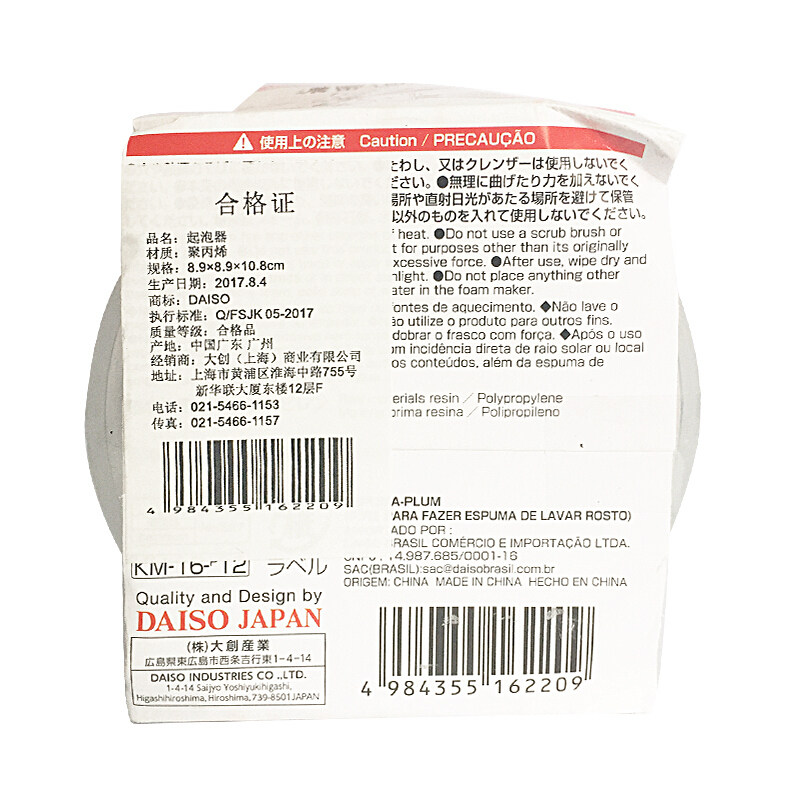 使用上の注意 Caution / PRECAUÇÃO
たわし、又はクレンザーは使用しないでく
ださい。●無理に曲げたり力を加えないでく
場所や直射日光があたる場所を避けて保管
以外のものを入れて使用しないでください。
heat. ●Do not use a scrub brush or
for purposes other than its originally
excessive force. ●After use, wipe dry and
●Do not place anything other
in the foam maker.
fontes de aquecimento. ◆Não lave o
utilize o produto para outros fins.
dobrar o frasco com força. ◆Após o uso
incidência direta de raio solar ou local
conteúdos, além da espuma de
resin / Polypropylene
resina / Polipropileno
合格证
品名：起泡器
材质：聚丙烯
规格：8.9×8.9×10.8cm
生产日期：2017.8.4
商标：DAISO
执行标准：Q/FSJK 05-2017
质量等级：合格品
产地：中国广东 广州
经销商：大创（上海）商业有限公司
地址：上海市黄浦区淮海中路755号
新华联大厦东楼12层F
电话：021-5466-1153
传真：021-5466-1157
4 984355 162209
A-PLUM
PARA FAZER ESPUMA DE LAVAR ROSTO)
POR :
BRASIL COMÉRCIO E IMPORTAÇÃO LTDA.
14.987.685/0001-16
SAC(BRASIL):sac@daisobrasil.com.br
ORIGEM: CHINA MADE IN CHINA HECHO EN CHINA
KM-16-P12 ラベル
Quality and Design by
DAISO JAPAN
(株)大創産業
広島県東広島市西条吉行東1-4-14
DAISO INDUSTRIES CO.,LTD.
1-4-14 Saijyo Yoshiyukihigashi,
Higashihiroshima, Hiroshima, 739-8501JAPAN
4 984355 162209